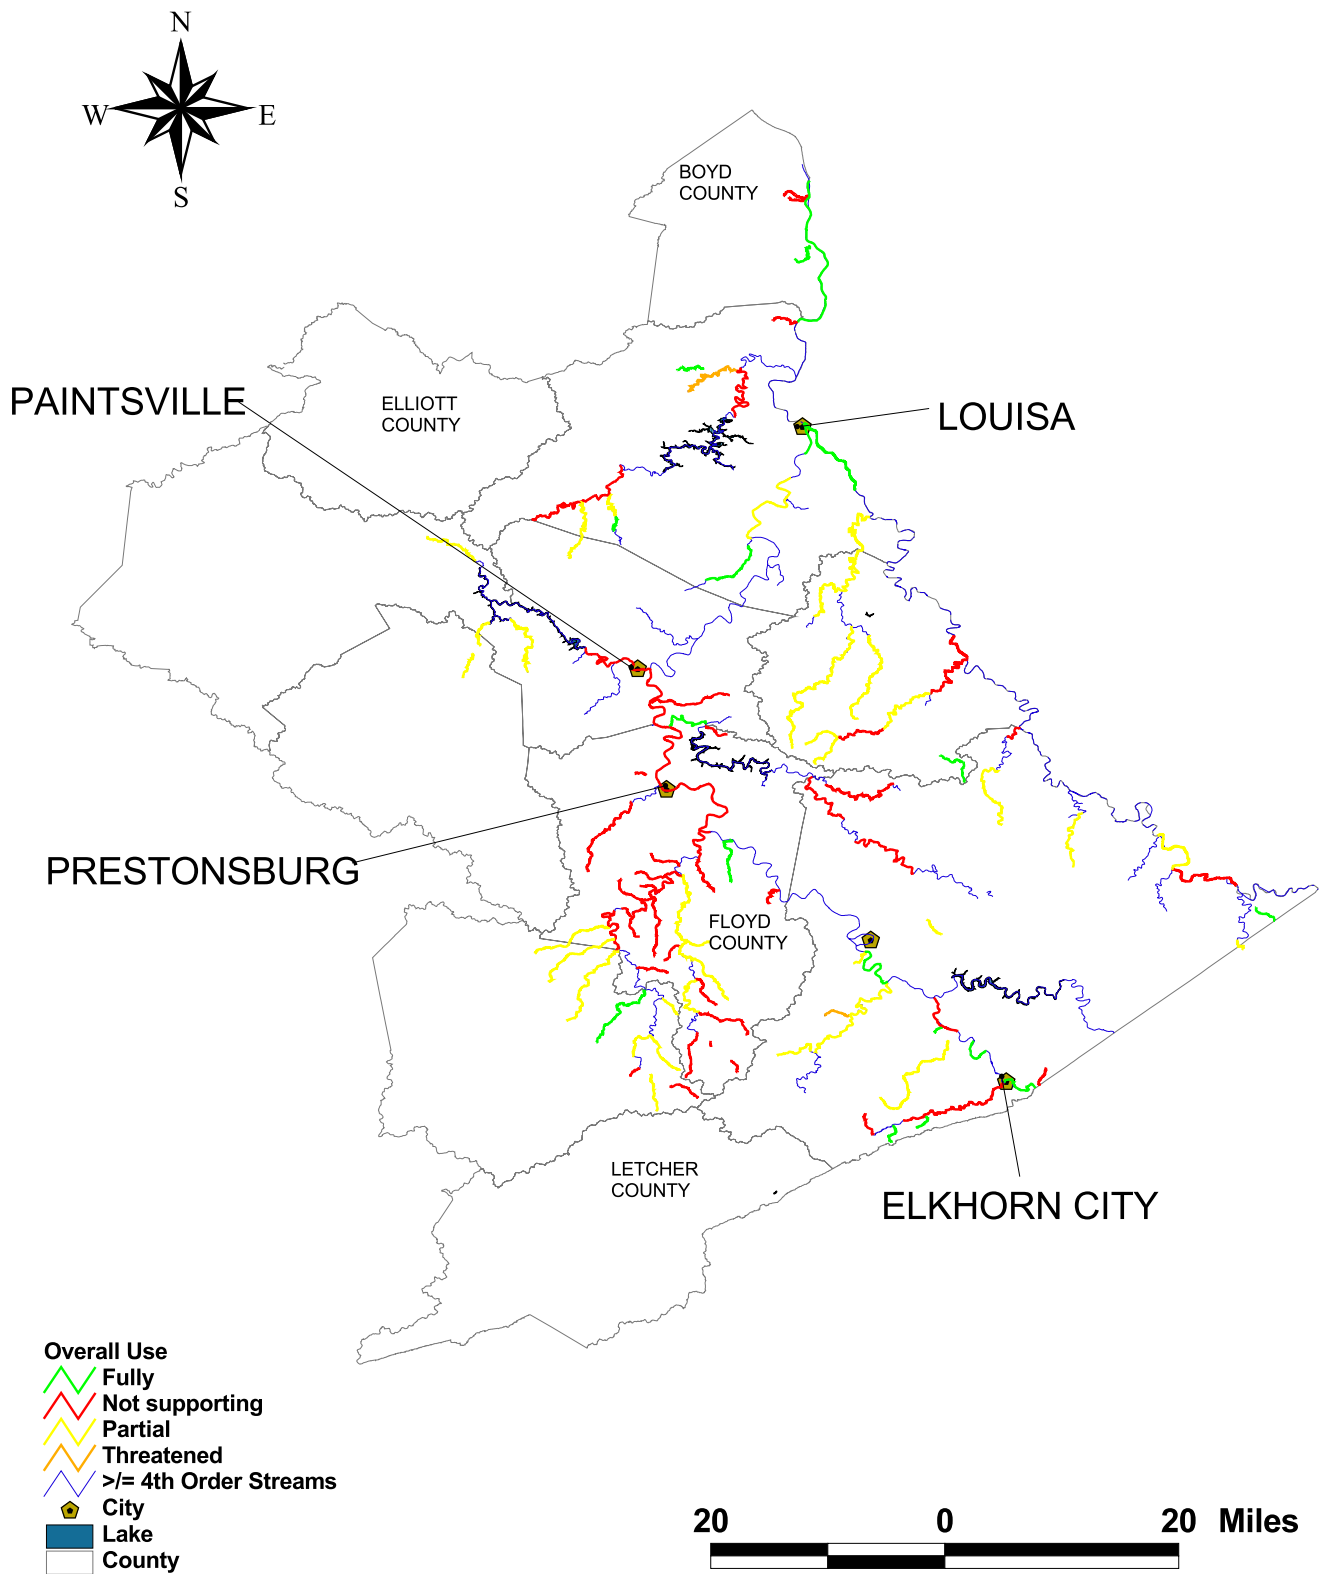 N
W
E
S
BOYD
COUNTY
PAINTSVILLE
ELLIOTT
COUNTY
LOUISA
PRESTONSBURG
FLOYD
COUNTY
LETCHER
COUNTY
ELKHORN CITY
Overall Use
Fully
Not supporting
Partial
Threatened
>/= 4th Order Streams
City
Lake
County
20 0 20 Miles